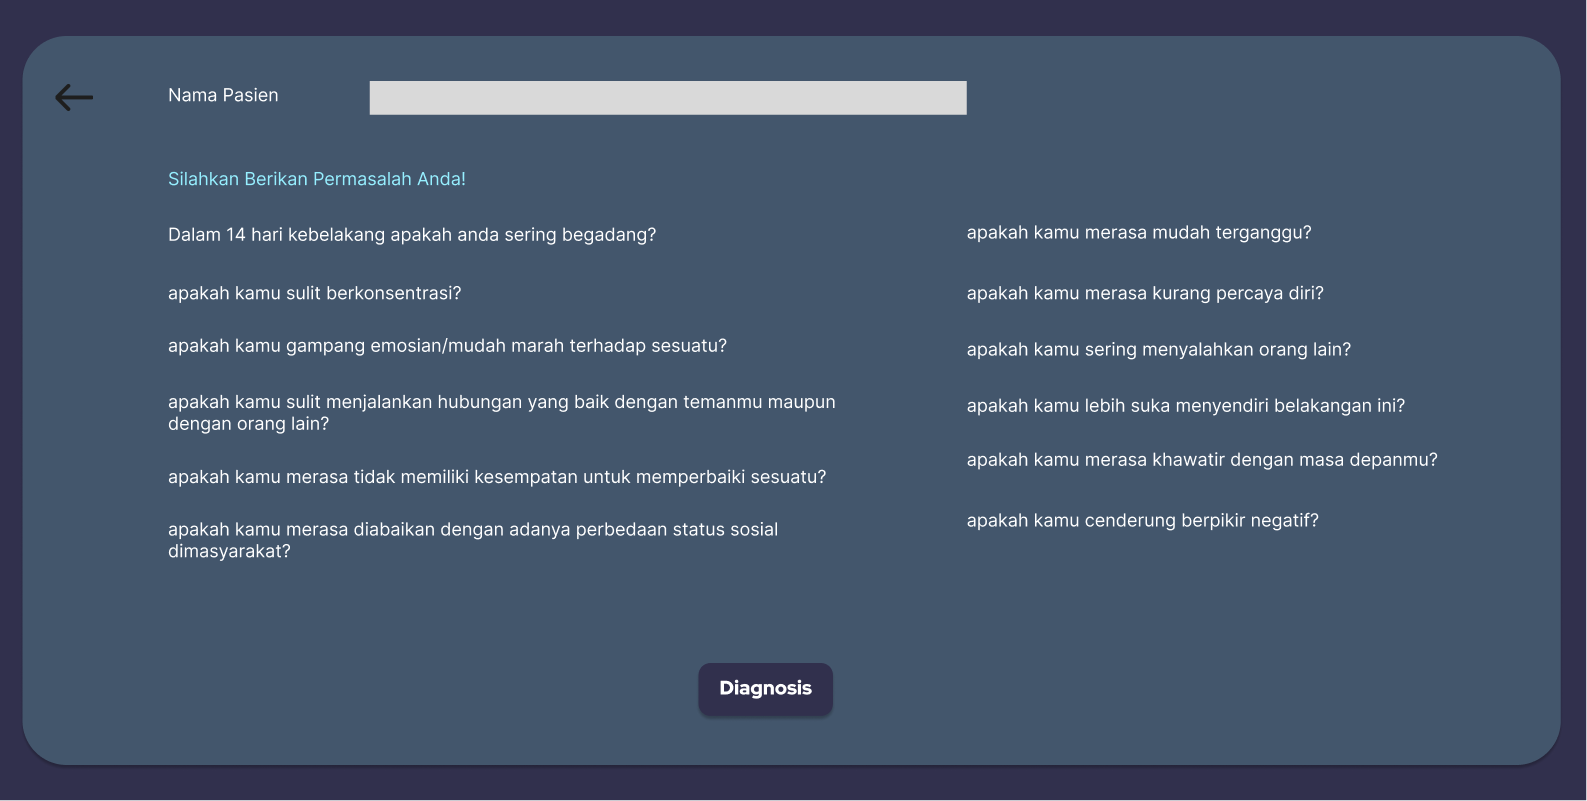 Nama Pasien
Silahkan Berikan Permasalah Anda!
Dalam 14 hari kebelakang apakah anda sering begadang?
apakah kamu sulit berkonsentrasi?
apakah kamu gampang emosian/mudah marah terhadap sesuatu?
apakah kamu sulit menjalankan hubungan yang baik dengan temanmu maupun
dengan orang lain?
apakah kamu merasa tidak memiliki kesempatan untuk memperbaiki sesuatu?
apakah kamu merasa diabaikan dengan adanya perbedaan status sosial
dimasyarakat?
apakah kamu merasa mudah terganggu?
apakah kamu merasa kurang percaya diri?
apakah kamu sering menyalahkan orang lain?
apakah kamu lebih suka menyendiri belakangan ini?
apakah kamu merasa khawatir dengan masa depanmu?
apakah kamu cenderung berpikir negatif?
Diagnosis